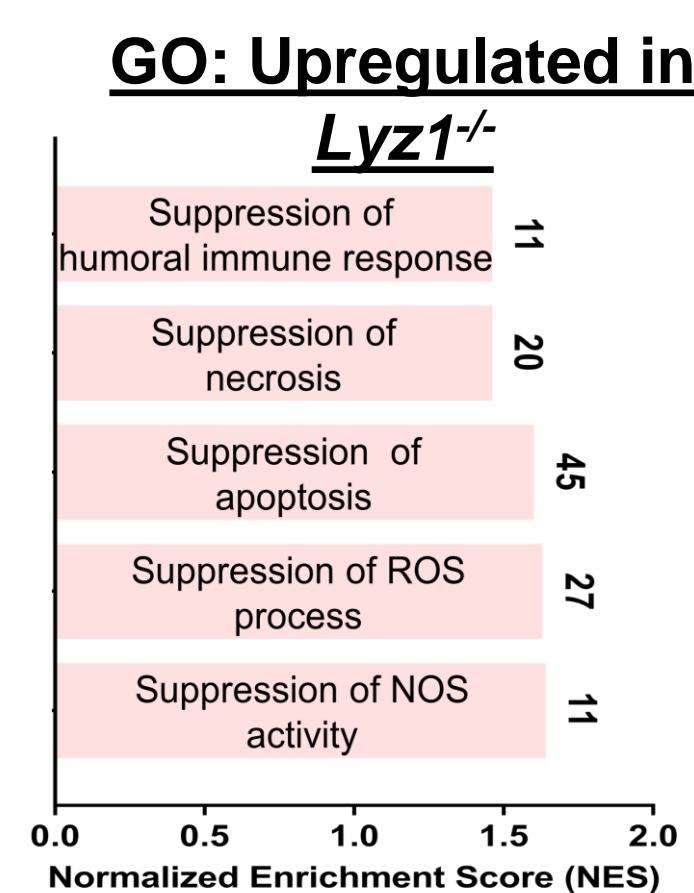 GO: Upregulated in
Lyz1-/-
Suppression of
humoral immune response
11
Suppression of
necrosis
20
Suppression of
apoptosis
45
Suppression of ROS
process
27
Suppression of NOS
activity
11
0.0 0.5 1.0 1.5 2.0
Normalized Enrichment Score (NES)